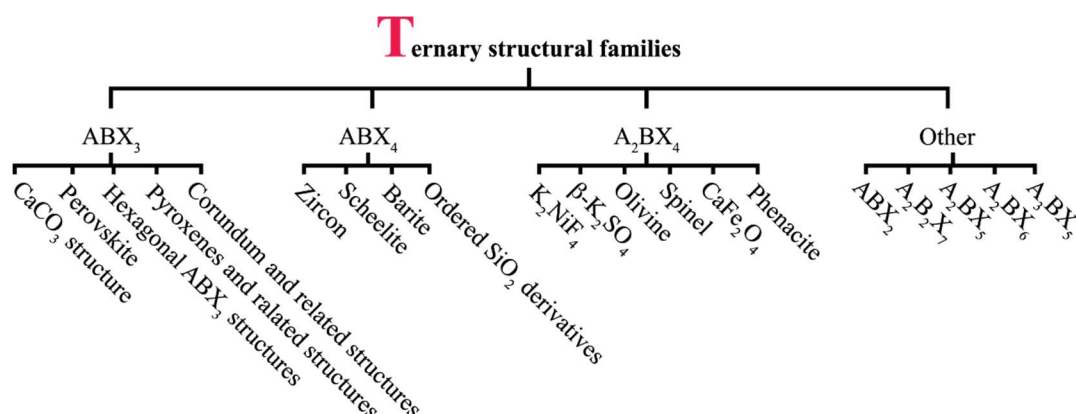 Ternary structural families
ABX₃
ABX₄
A₂BX₄
Other
CaCO₃ structure
Perovskite
Hexagonal ABX₃ structures
Pyroxenes and ralated structures
Corundum and related structures
Zircon
Scheelite
Barite
Ordered SiO₂ derivatives
K₂NiF₄
β-K₂SO₄
Olivine
Spinel
CaFe₂O₄
Phenacite
ABX₂
A₂B₂X₇
A₂BX₅
A₂BX₆
A₃BX₅